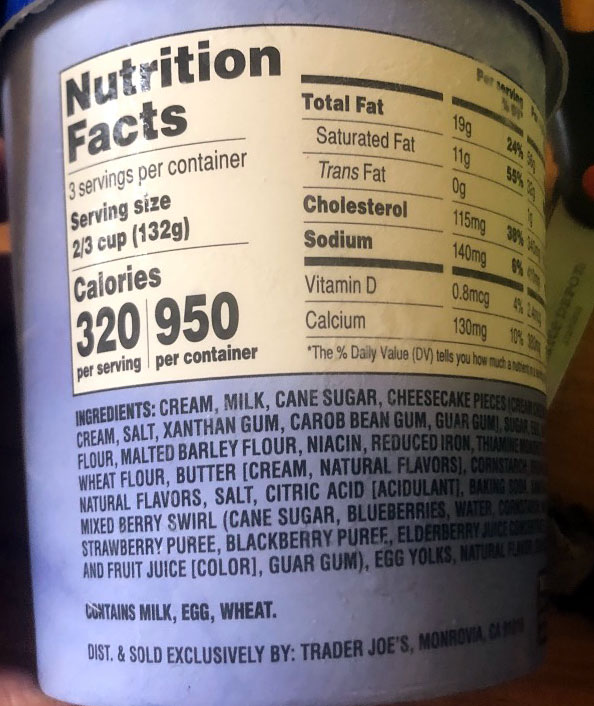 Nutrition
Facts
3 servings per container
Serving size
2/3 cup (132g)
Calories
320 950
per serving per container
Per serving
Total Fat 19g 24%
Saturated Fat 11g 55%
Trans Fat 0g
Cholesterol 115mg 38%
Sodium 140mg 6%
Vitamin D 0.8mcg 4%
Calcium 130mg 10%
*The % Daily Value (DV) tells you how much a
INGREDIENTS: CREAM, MILK, CANE SUGAR, CHEESECAKE PIECES (CREAM
CREAM, SALT, XANTHAN GUM, CAROB BEAN GUM, GUAR GUM], SUGAR,
FLOUR, MALTED BARLEY FLOUR, NIACIN, REDUCED IRON, THIAMINE
WHEAT FLOUR, BUTTER [CREAM, NATURAL FLAVORS], CORNSTARCH,
NATURAL FLAVORS, SALT, CITRIC ACID [ACIDULANT], BAKING SODA,
MIXED BERRY SWIRL (CANE SUGAR, BLUEBERRIES, WATER,
STRAWBERRY PUREE, BLACKBERRY PUREE, ELDERBERRY JUICE
AND FRUIT JUICE [COLOR], GUAR GUM), EGG YOLKS, NATURAL
CONTAINS MILK, EGG, WHEAT.
DIST. & SOLD EXCLUSIVELY BY: TRADER JOE'S, MONROVIA, CA